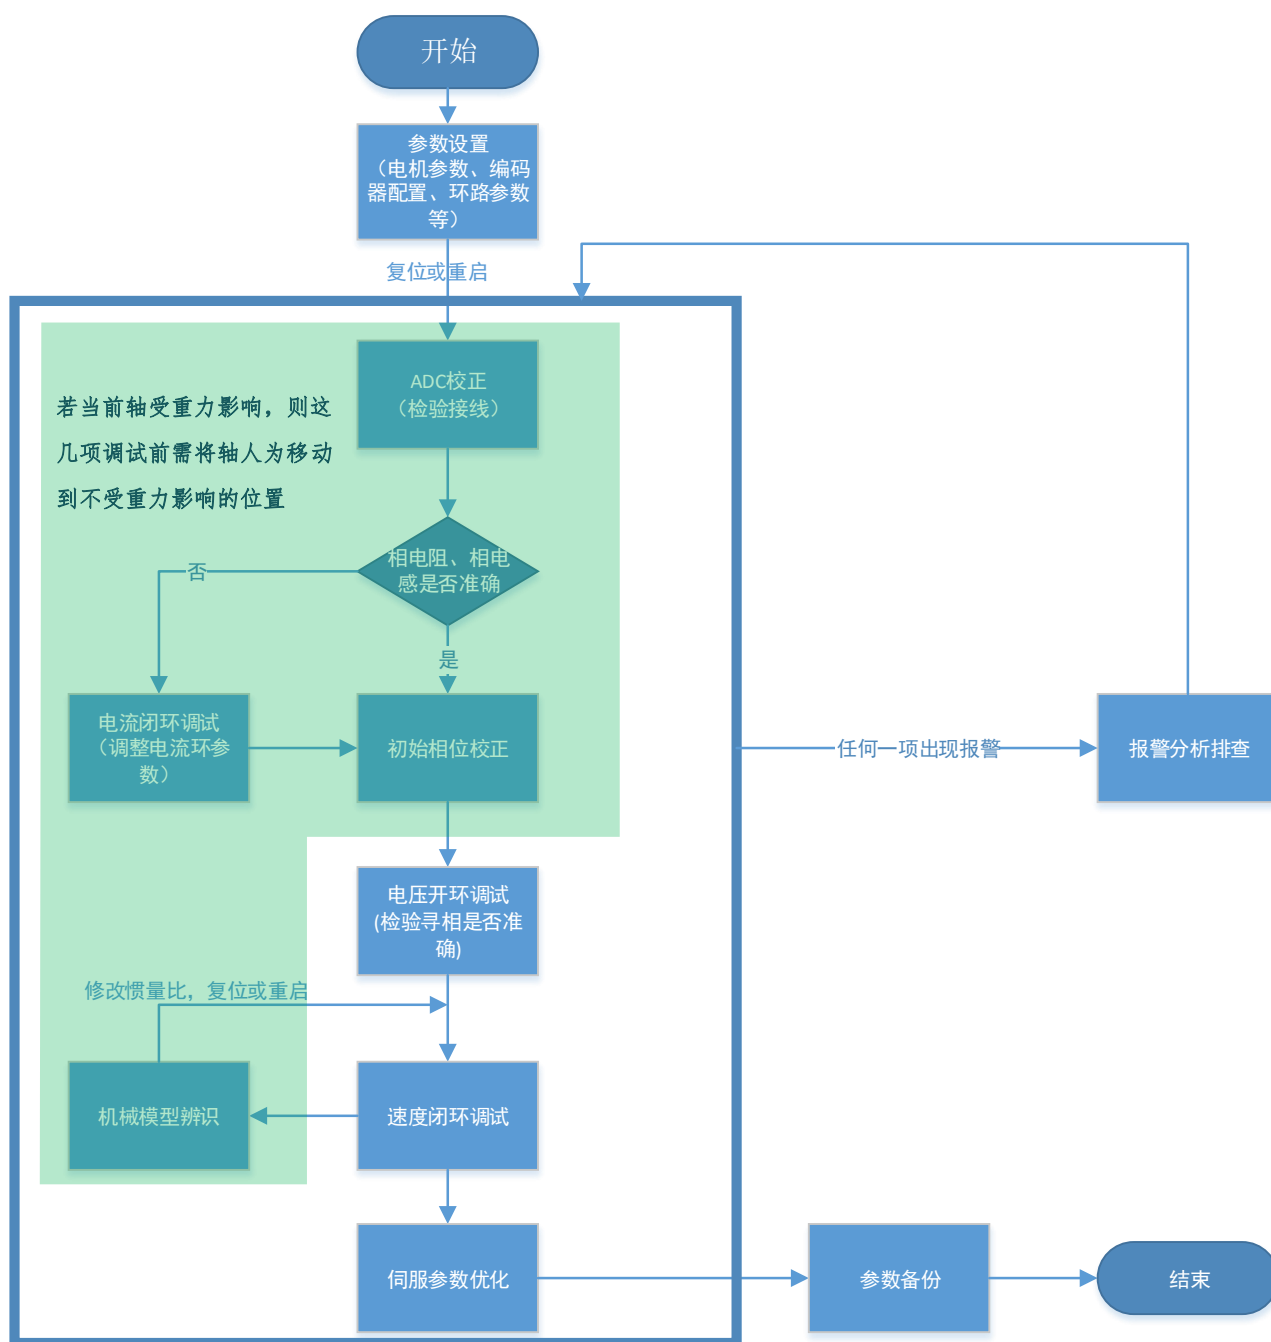 开始
参数设置
（电机参数、编码
器配置、环路参数
等）
复位或重启
ADC校正
（检验接线）
若当前轴受重力影响，则这
几项调试前需将轴人为移动
到不受重力影响的位置
相电阻、相电
感是否准确
否
是
电流闭环调试
（调整电流环参
数）
初始相位校正
任何一项出现报警
报警分析排查
电压开环调试
(检验寻相是否准
确)
修改惯量比，复位或重启
机械模型辨识
速度闭环调试
伺服参数优化
参数备份
结束